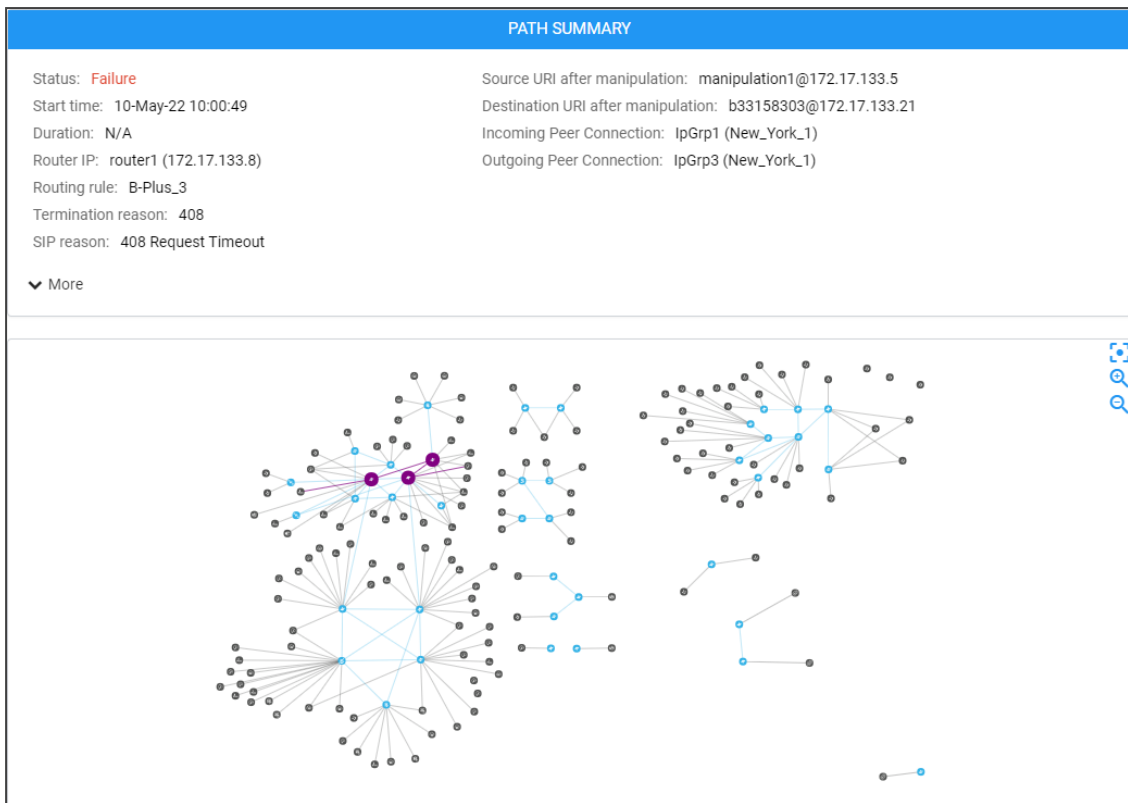 PATH SUMMARY
Status: Failure
Start time: 10-May-22 10:00:49
Duration: N/A
Router IP: router1 (172.17.133.8)
Routing rule: B-Plus_3
Termination reason: 408
SIP reason: 408 Request Timeout
More
Source URI after manipulation: manipulation1@172.17.133.5
Destination URI after manipulation: b33158303@172.17.133.21
Incoming Peer Connection: IpGrp1 (New_York_1)
Outgoing Peer Connection: IpGrp3 (New_York_1)